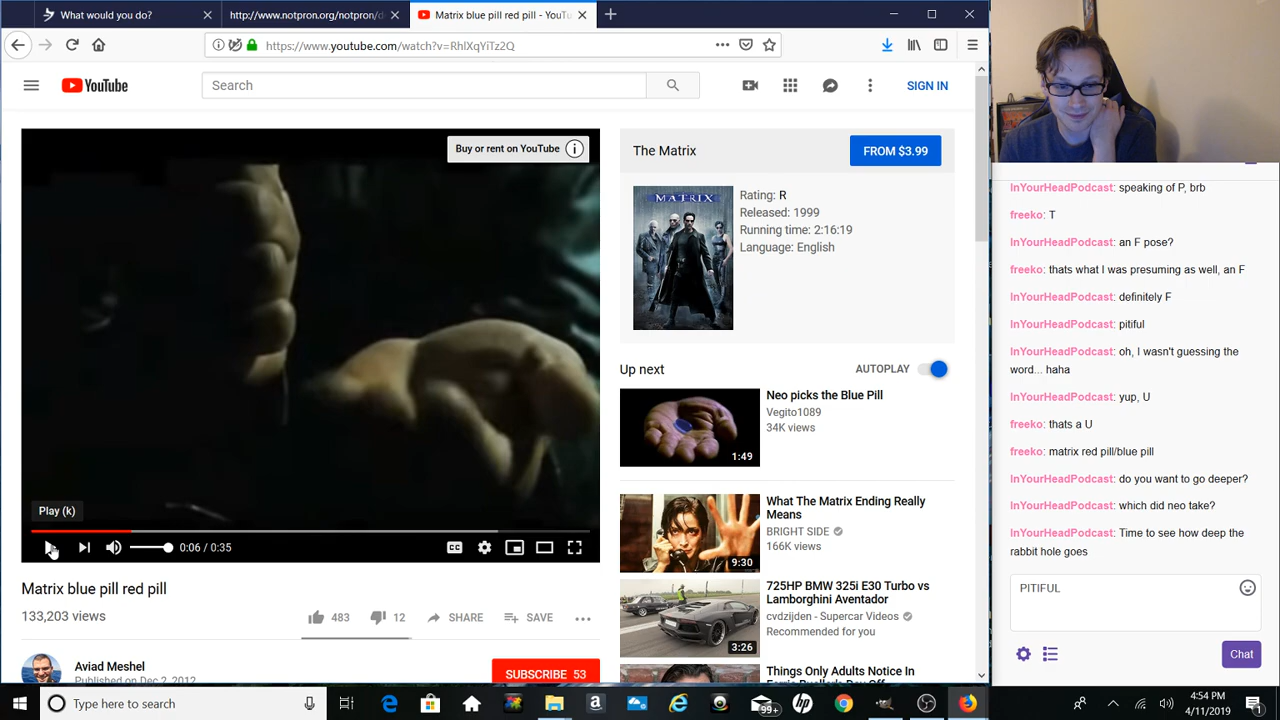 What would you do?
http://www.notpron.org/notpron/d
Matrix blue pill red pill - YouTu
https://www.youtube.com/watch?v=RhlXqYiTz2Q
YouTube
Search
SIGN IN
Buy or rent on YouTube
The Matrix
FROM $3.99
MATRIX
Rating: R
Released: 1999
Running time: 2:16:19
Language: English
Up next
AUTOPLAY
Neo picks the Blue Pill
Vegito1089
34K views
1:49
What The Matrix Ending Really
Means
BRIGHT SIDE
166K views
9:30
725HP BMW 325i E30 Turbo vs
Lamborghini Aventador
cvdzijden - Supercar Videos
Recommended for you
3:26
Things Only Adults Notice In
Play (k)
0:06 / 0:35
CC
Matrix blue pill red pill
133,203 views
483
12
SHARE
SAVE
Aviad Meshel
Published on Dec 2, 2012
SUBSCRIBE 53
InYourHeadPodcast: speaking of P, brb
freeko: T
InYourHeadPodcast: an F pose?
freeko: thats what I was presuming as well, an F
InYourHeadPodcast: definitely F
InYourHeadPodcast: pitiful
InYourHeadPodcast: oh, I wasn't guessing the
word... haha
InYourHeadPodcast: yup, U
freeko: thats a U
freeko: matrix red pill/blue pill
InYourHeadPodcast: do you want to go deeper?
InYourHeadPodcast: which did neo take?
InYourHeadPodcast: Time to see how deep the
rabbit hole goes
PITIFUL
Chat
Type here to search
99+
hp
4:54 PM
4/11/2019
1